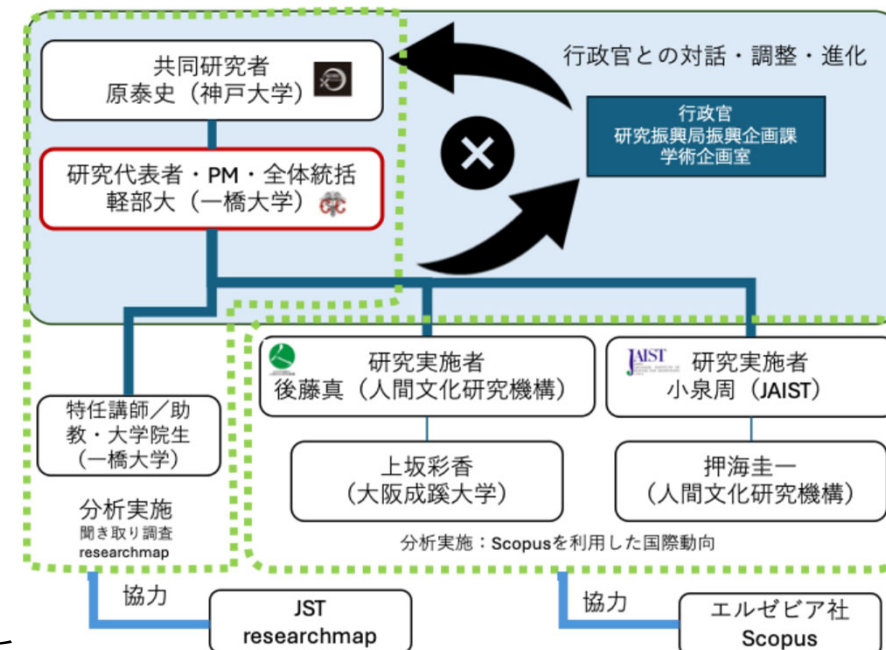 共同研究者
原泰史（神戸大学）
行政官との対話・調整・進化
行政官
研究振興局振興企画課
学術企画室
研究代表者・PM・全体統括
軽部大（一橋大学）
研究実施者
後藤真（人間文化研究機構）
JAIST
研究実施者
小泉周（JAIST）
特任講師／助
教・大学院生
（一橋大学）
上坂彩香
（大阪成蹊大学）
押海圭一
（人間文化研究機構）
分析実施
聞き取り調査
researchmap
分析実施：Scopusを利用した国際動向
協力
JST
researchmap
協力
エルゼビア社
Scopus